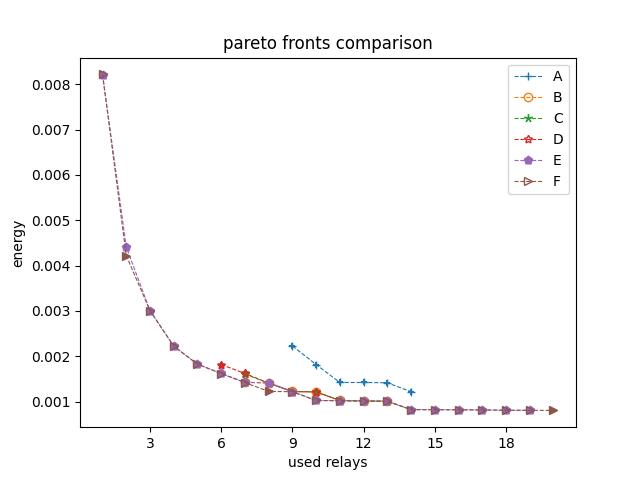 pareto fronts comparison
A
B
C
D
E
F
energy
0.008
0.007
0.006
0.005
0.004
0.003
0.002
0.001
3 6 9 12 15 18
used relays